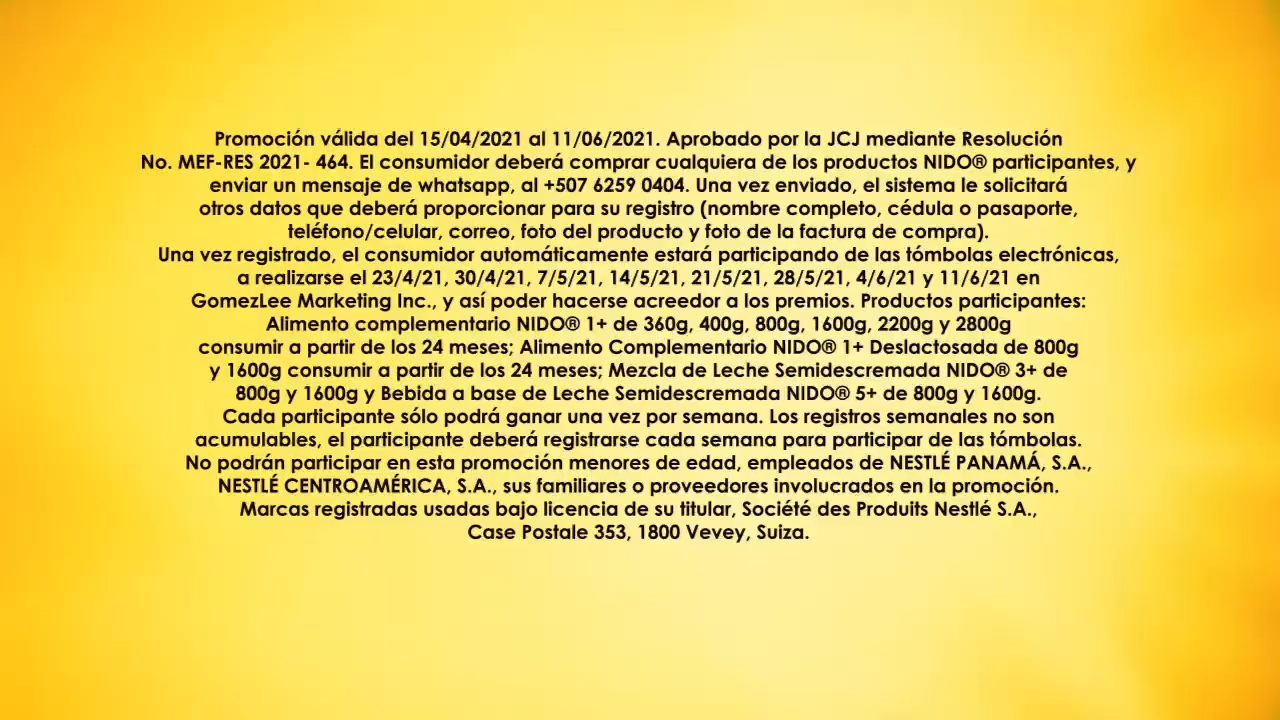 Promoción válida del 15/04/2021 al 11/06/2021. Aprobado por la JCJ mediante Resolución
No. MEF-RES 2021- 464. El consumidor deberá comprar cualquiera de los productos NIDO® participantes, y
enviar un mensaje de whatsapp, al +507 6259 0404. Una vez enviado, el sistema le solicitará
otros datos que deberá proporcionar para su registro (nombre completo, cédula o pasaporte,
teléfono/celular, correo, foto del producto y foto de la factura de compra).
Una vez registrado, el consumidor automáticamente estará participando de las tómbolas electrónicas,
a realizarse el 23/4/21, 30/4/21, 7/5/21, 14/5/21, 21/5/21, 28/5/21, 4/6/21 y 11/6/21 en
GomezLee Marketing Inc., y así poder hacerse acreedor a los premios. Productos participantes:
Alimento complementario NIDO® 1+ de 360g, 400g, 800g, 1600g, 2200g y 2800g
consumir a partir de los 24 meses; Alimento Complementario NIDO® 1+ Deslactosada de 800g
y 1600g consumir a partir de los 24 meses; Mezcla de Leche Semidescremada NIDO® 3+ de
800g y 1600g y Bebida a base de Leche Semidescremada NIDO® 5+ de 800g y 1600g.
Cada participante sólo podrá ganar una vez por semana. Los registros semanales no son
acumulables, el participante deberá registrarse cada semana para participar de las tómbolas.
No podrán participar en esta promoción menores de edad, empleados de NESTLÉ PANAMÁ, S.A.,
NESTLÉ CENTROAMÉRICA, S.A., sus familiares o proveedores involucrados en la promoción.
Marcas registradas usadas bajo licencia de su titular, Société des Produits Nestlé S.A.,
Case Postale 353, 1800 Vevey, Suiza.